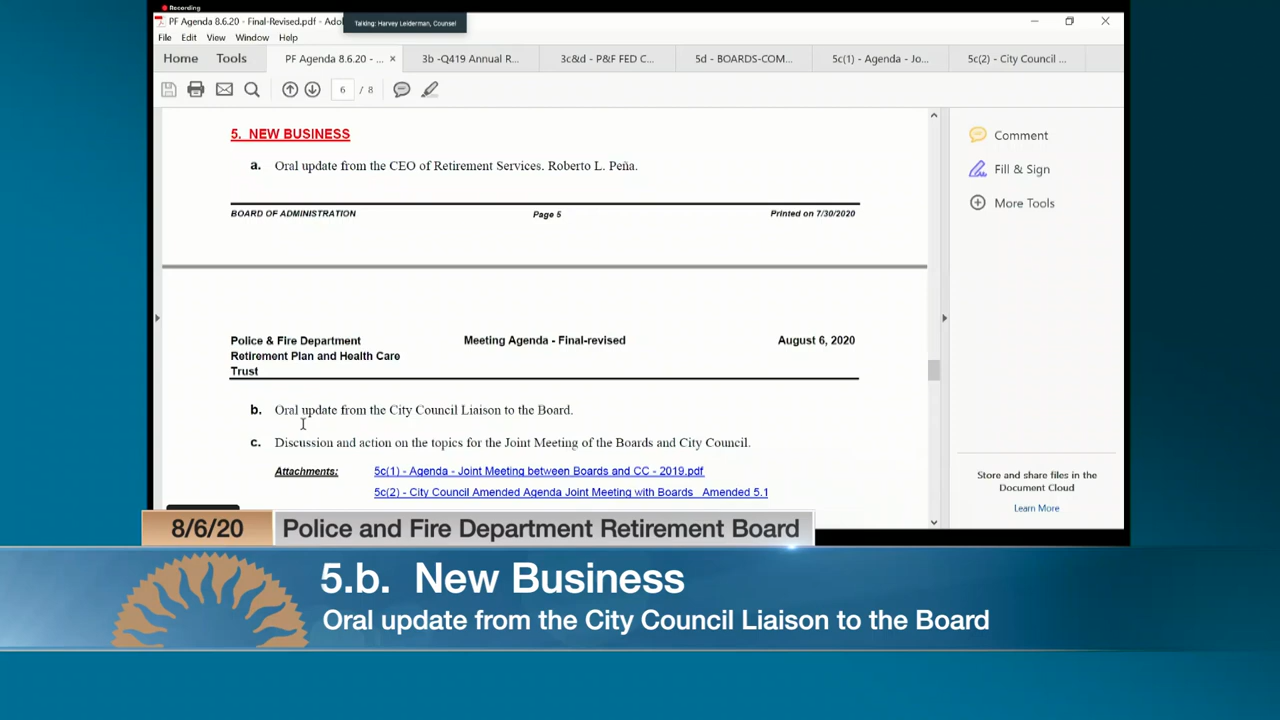 Recording
PF Agenda 8.6.20 - Final-Revised.pdf - Adob
Talking: Harvey Leiderman, Counsel
File Edit View Window Help
Home Tools PF Agenda 8.6.20 - ... × 3b -Q419 Annual R... 3c&d - P&F FED C... 5d - BOARDS-COM... 5c(1) - Agenda - Jo... 5c(2) - City Council ...
6 / 8
5. NEW BUSINESS
a. Oral update from the CEO of Retirement Services. Roberto L. Peña.
BOARD OF ADMINISTRATION Page 5 Printed on 7/30/2020
Police & Fire Department Meeting Agenda - Final-revised August 6, 2020
Retirement Plan and Health Care
Trust
b. Oral update from the City Council Liaison to the Board.
c. Discussion and action on the topics for the Joint Meeting of the Boards and City Council.
Attachments: 5c(1) - Agenda - Joint Meeting between Boards and CC - 2019.pdf
5c(2) - City Council Amended Agenda Joint Meeting with Boards Amended 5.1
Comment
Fill & Sign
More Tools
Store and share files in the
Document Cloud
Learn More
8/6/20 Police and Fire Department Retirement Board
5.b. New Business
Oral update from the City Council Liaison to the Board